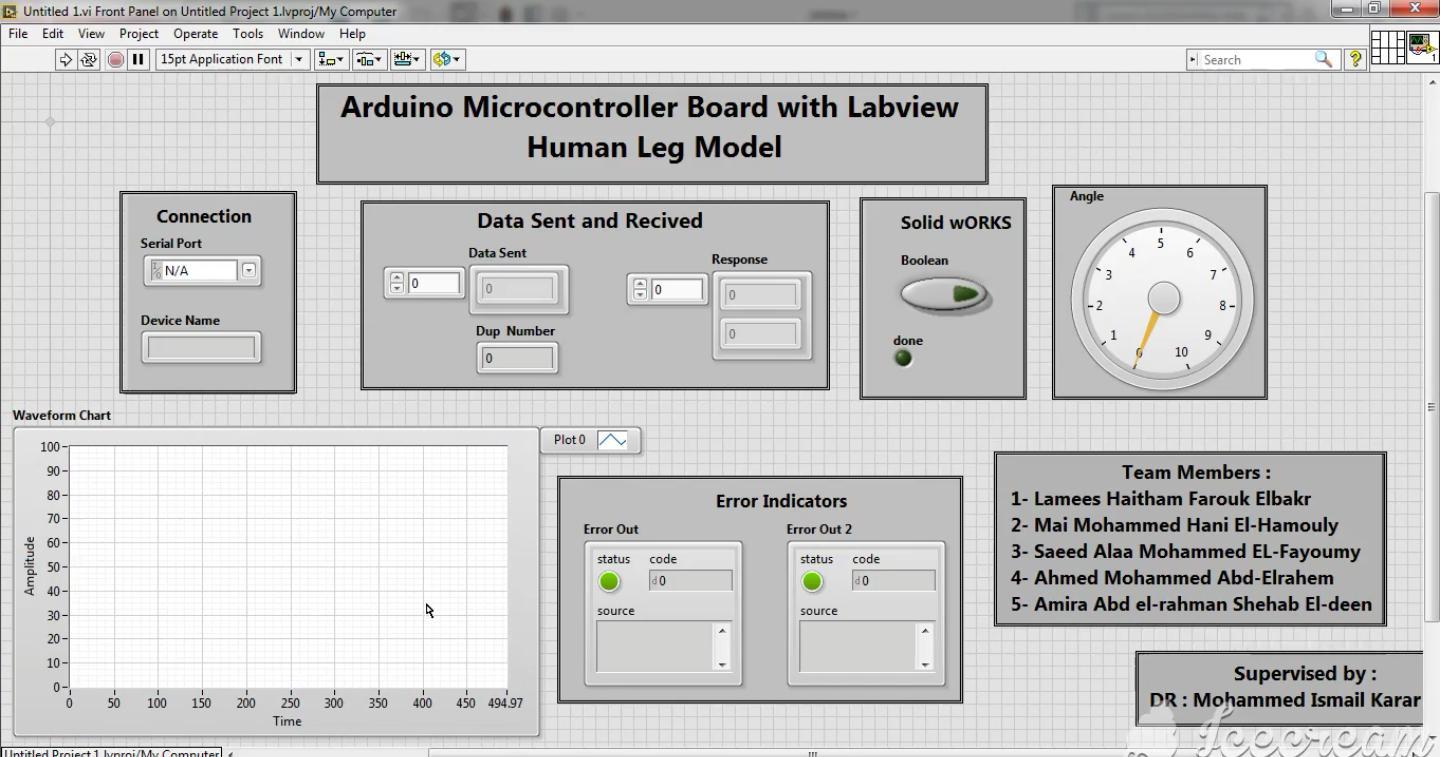 Untitled 1.vi Front Panel on Untitled Project 1.lvproj/My Computer
File Edit View Project Operate Tools Window Help
15pt Application Font
Search
?
1
Arduino Microcontroller Board with Labview
Human Leg Model
Connection
Serial Port
N/A
Device Name
Data Sent and Recived
Data Sent
0
0
Dup Number
0
Response
0
0
0
Solid wORKS
Boolean
done
Angle
0 1 2 3 4 5 6 7 8 9 10
Waveform Chart
Plot 0
Amplitude
100
90
80
70
60
50
40
30
20
10
0
0 50 100 150 200 250 300 350 400 450 494.97
Time
Error Indicators
Error Out
status code
d 0
source
Error Out 2
status code
d 0
source
Team Members :
1- Lamees Haitham Farouk Elbakr
2- Mai Mohammed Hani El-Hamouly
3- Saeed Alaa Mohammed EL-Fayoumy
4- Ahmed Mohammed Abd-Elrahem
5- Amira Abd el-rahman Shehab El-deen
Supervised by :
DR : Mohammed Ismail Karar
Untitled Project 1.lvproj/My Computer
Icecream